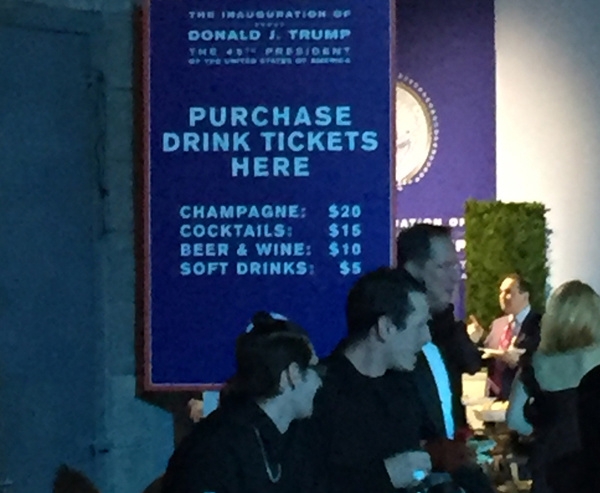 THE INAUGURATION OF
DONALD J. TRUMP
THE 45TH PRESIDENT
OF THE UNITED STATES OF AMERICA
PURCHASE
DRINK TICKETS
HERE
CHAMPAGNE: $20
COCKTAILS: $15
BEER & WINE: $10
SOFT DRINKS: $5